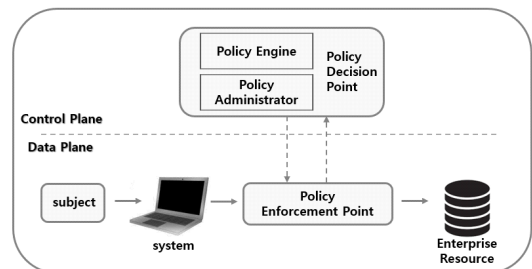 Policy Engine
Policy
Administrator
Policy
Decision
Point
Control Plane
Data Plane
subject
system
Policy
Enforcement Point
Enterprise
Resource